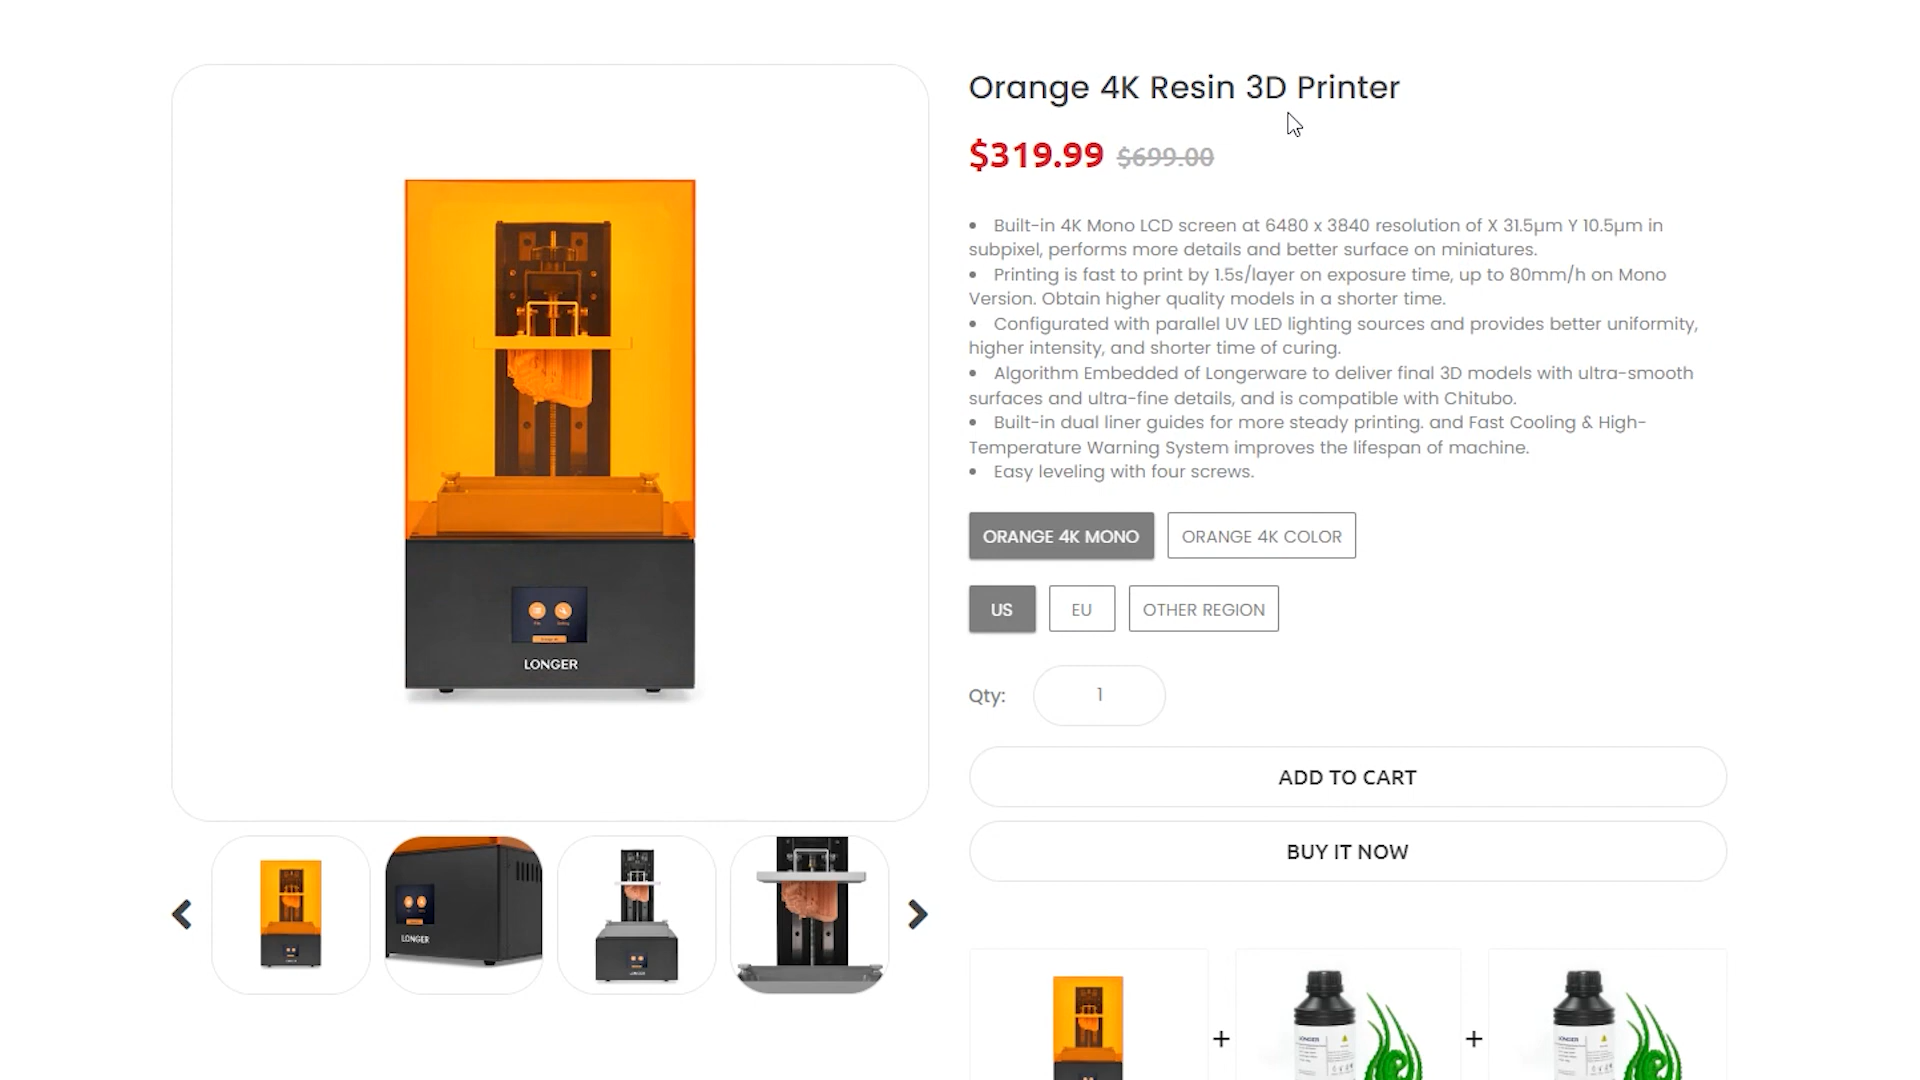 Orange 4K Resin 3D Printer
$319.99 $699.00
• Built-in 4K Mono LCD screen at 6480 x 3840 resolution of X 31.5μm Y 10.5μm in
subpixel, performs more details and better surface on miniatures.
• Printing is fast to print by 1.5s/layer on exposure time, up to 80mm/h on Mono
Version. Obtain higher quality models in a shorter time.
• Configurated with parallel UV LED lighting sources and provides better uniformity,
higher intensity, and shorter time of curing.
• Algorithm Embedded of Longerware to deliver final 3D models with ultra-smooth
surfaces and ultra-fine details, and is compatible with Chitubo.
• Built-in dual liner guides for more steady printing. and Fast Cooling & High-
Temperature Warning System improves the lifespan of machine.
• Easy leveling with four screws.
ORANGE 4K MONO ORANGE 4K COLOR
US EU OTHER REGION
LONGER
Qty: 1
ADD TO CART
BUY IT NOW
LONGER
+ +
LONGER LONGER